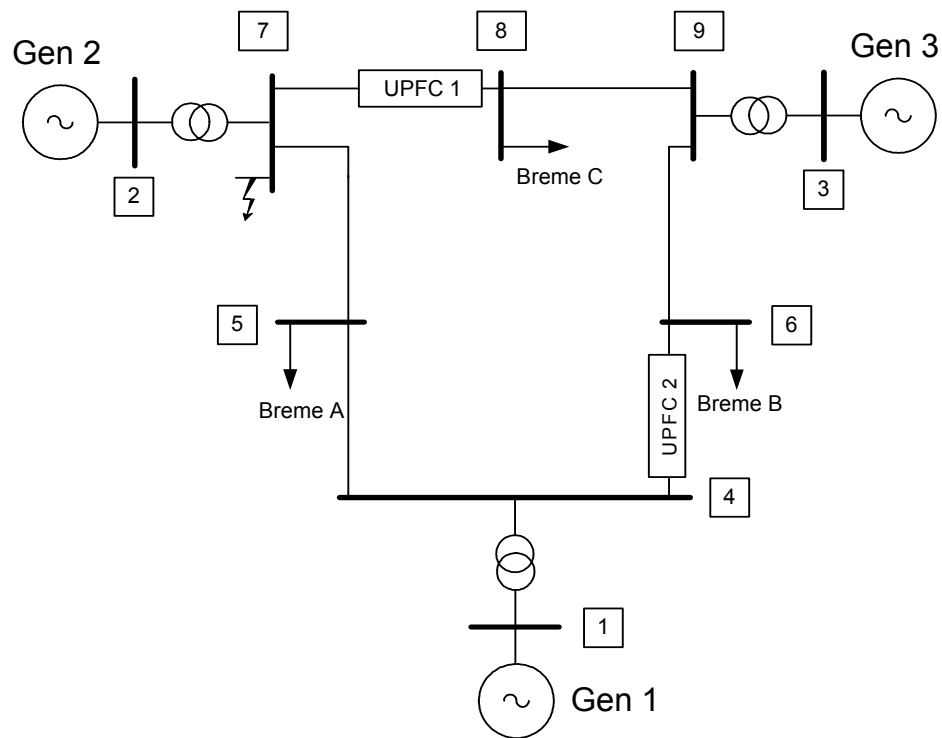 7
8
9
Gen 2
Gen 3
UPFC 1
Breme C
2
3
5
6
Breme A
UPFC 2
Breme B
4
1
Gen 1